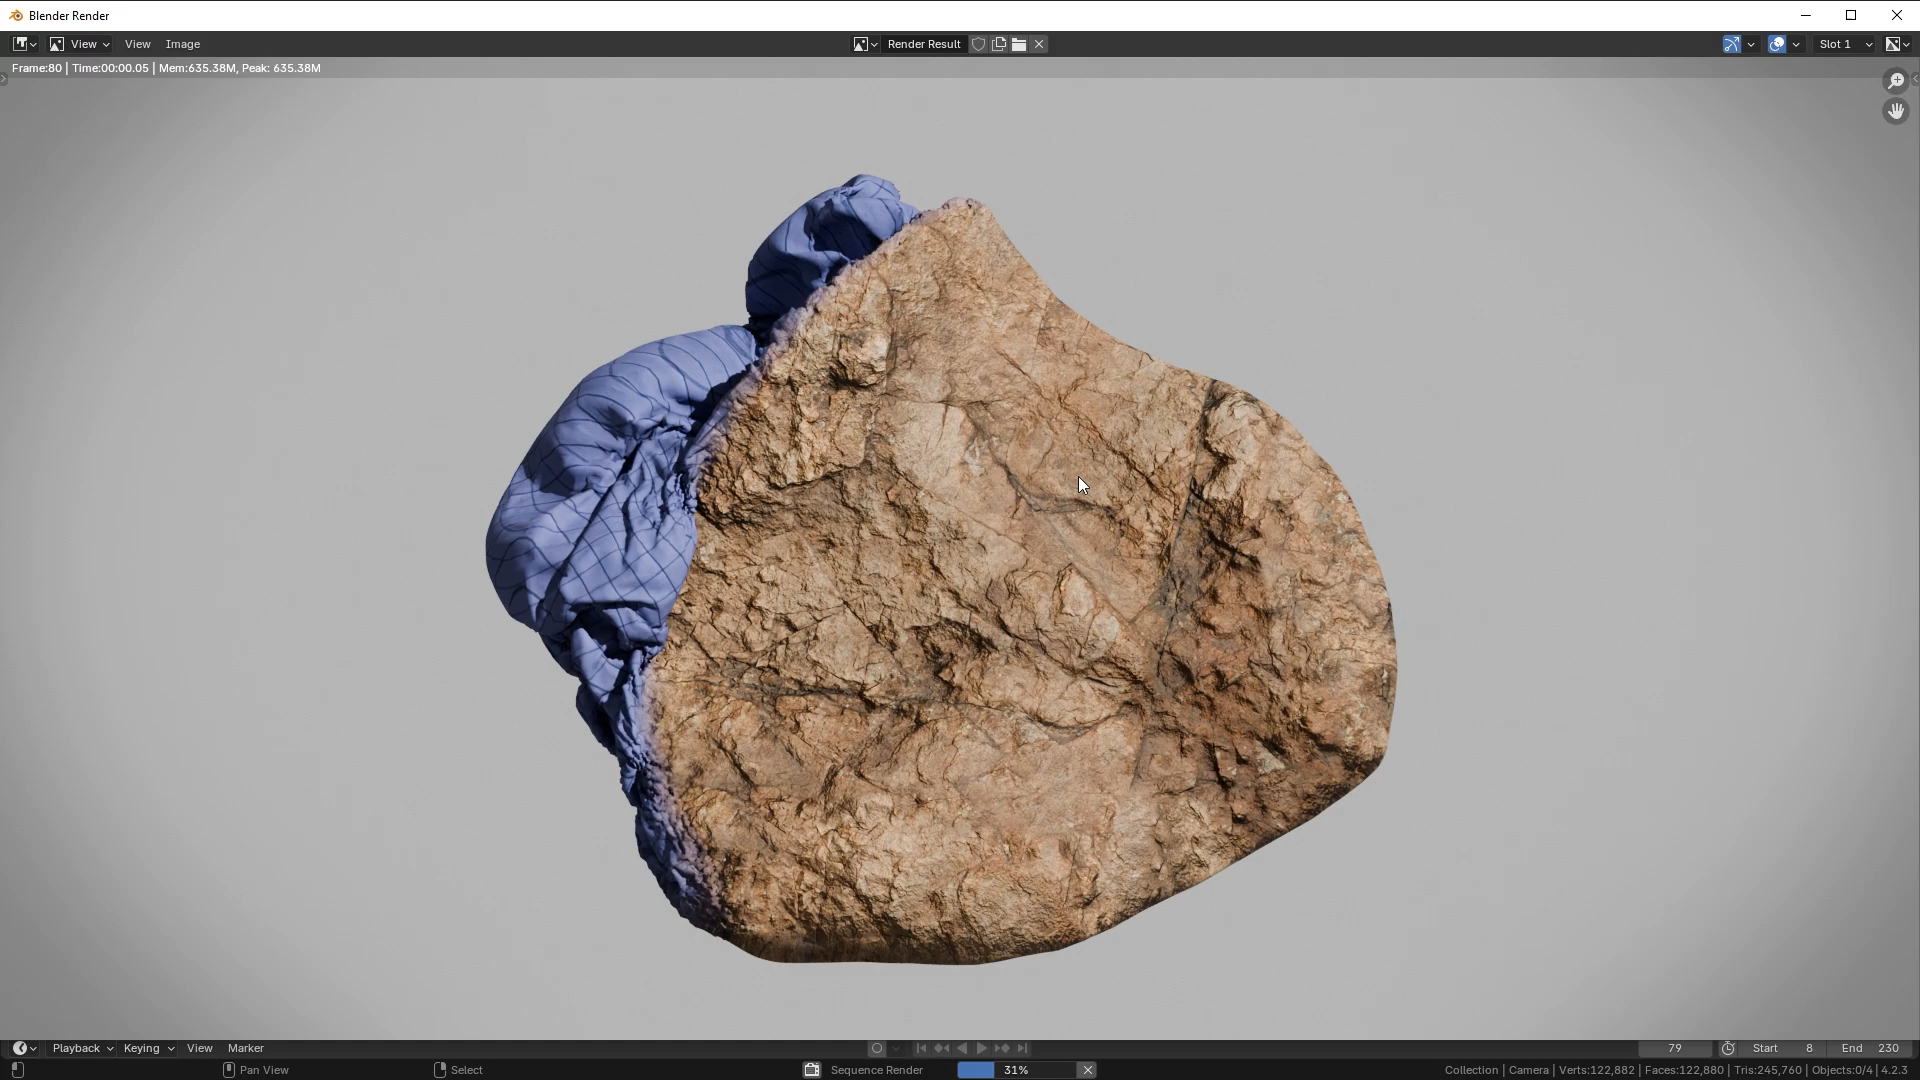 Blender Render
View View Image Render Result Slot 1
Frame:80 | Time:00:00.05 | Mem:635.38M, Peak: 635.38M
Playback Keying View Marker 79 Start 8 End 230
Pan View Select Sequence Render 31% Collection | Camera | Verts:122,882 | Faces:122,880 | Tris:245,760 | Objects:0/4 | 4.2.3